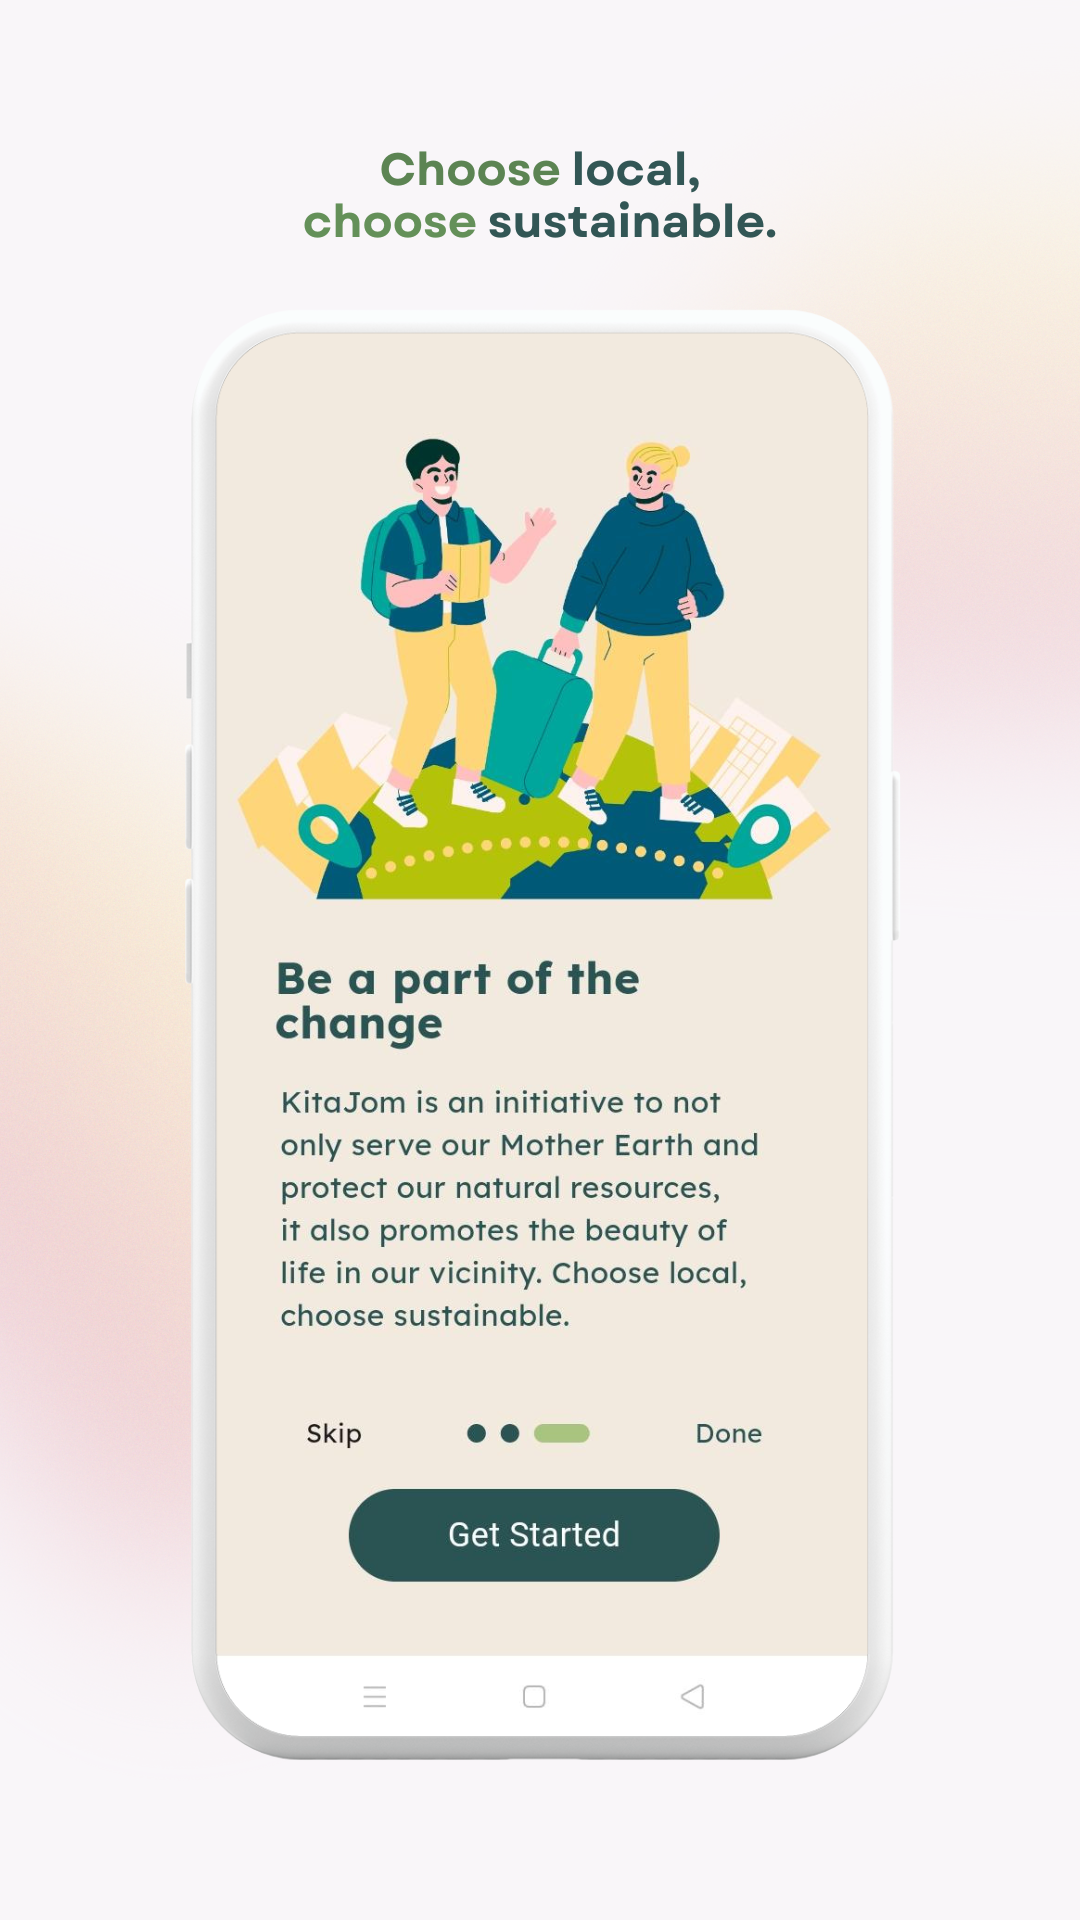 Choose local,
choose sustainable.
Be a part of the
change
KitaJom is an initiative to not
only serve our Mother Earth and
protect our natural resources,
it also promotes the beauty of
life in our vicinity. Choose local,
choose sustainable.
Skip
Done
Get Started